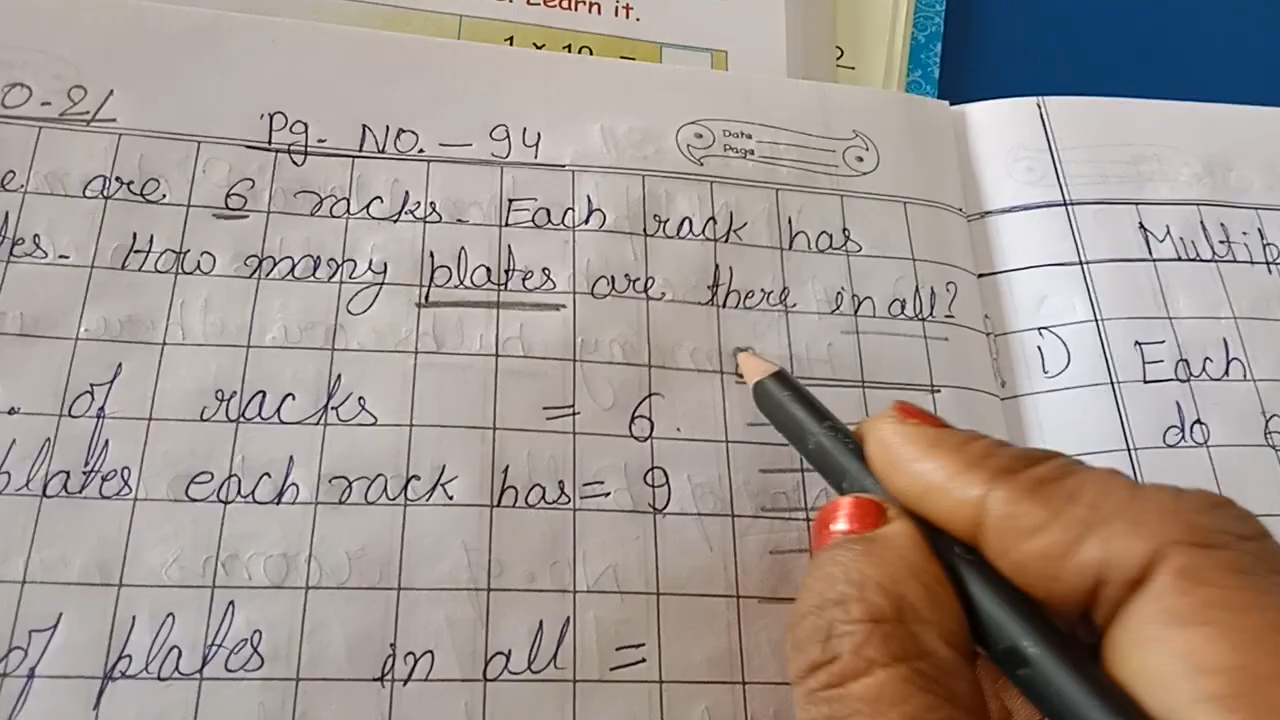 Learn it.
1 × 10 =
2
0-21
Pg- NO. - 94
Date
Page
e are 6 racks. Each rack has
tes. How many plates are there in all?
. of racks = 6.
plates each rack has = 9
of plates in all =
Multip
1) Each
do